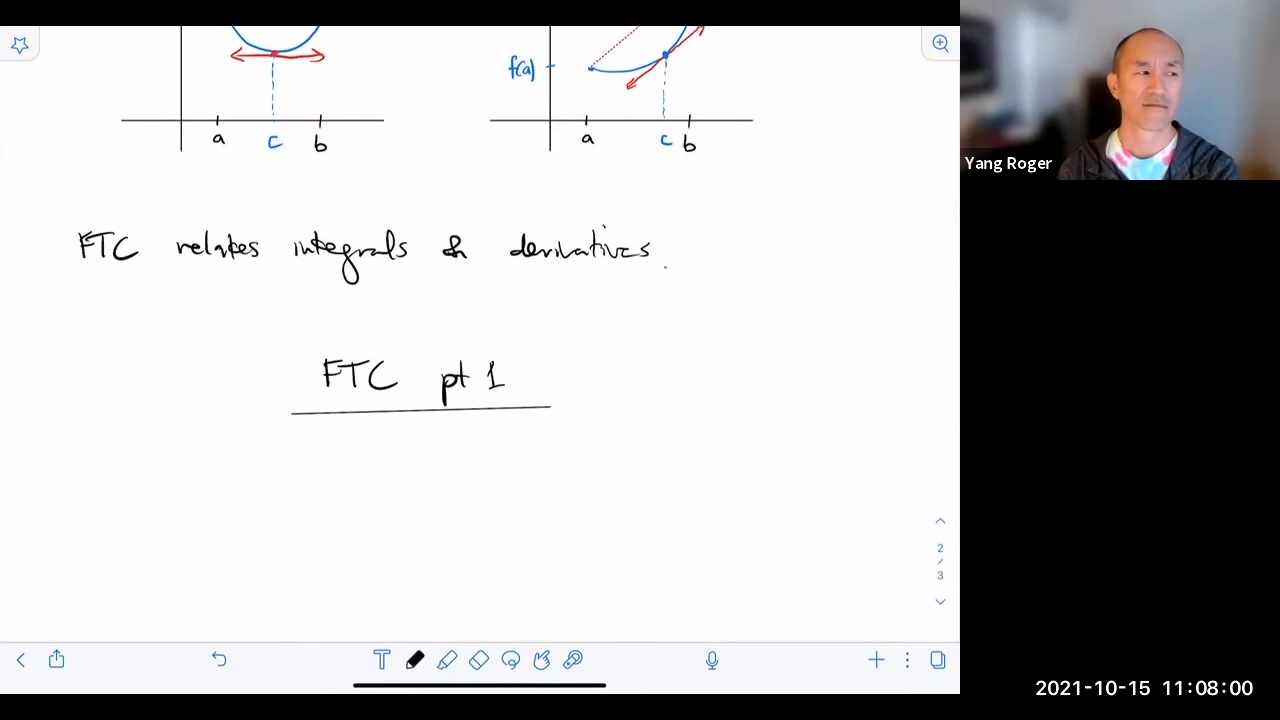 f(a)
a c b
a c b
Yang Roger
FTC relates integrals & derivatives.
FTC pt 1
2
/
3
T
2021-10-15 11:08:00